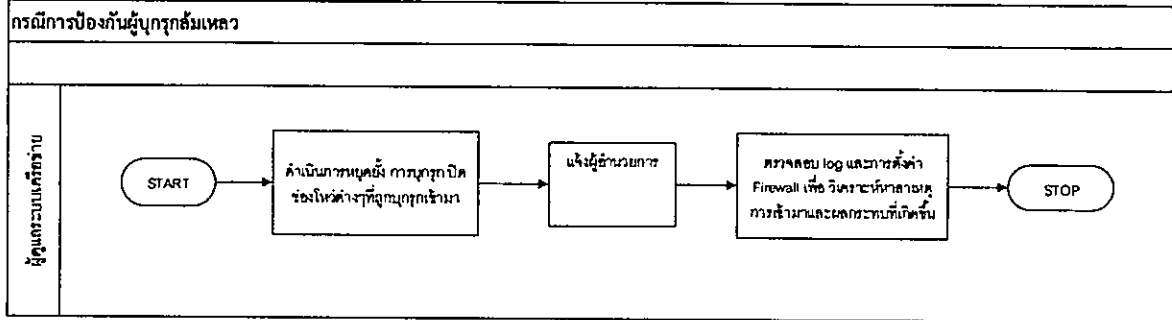 กรณีการป้องกันผู้บุกรุกล้มเหลว
ผู้ดูแลระบบเครือข่าย
START
ดำเนินการหยุดยั้ง การบุกรุก ปิด
ช่องโหว่ต่างๆที่ถูกบุกรุกเข้ามา
แจ้งผู้อำนวยการ
ตรวจสอบ log และการตั้งค่า
Firewall เพื่อ วิเคราะห์หาสาเหตุ
การเข้ามาและผลกระทบที่เกิดขึ้น
STOP